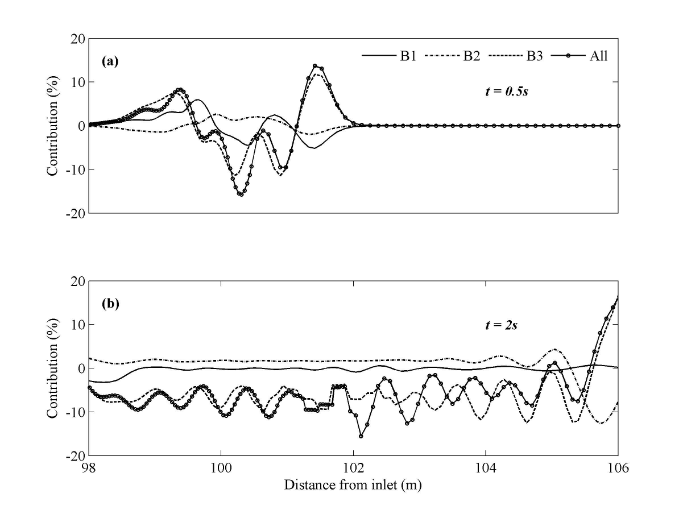 20
(a)
B1 B2 B3 All
10
t = 0.5s
0
-10
-20
Contribution (%)
20
(b)
t = 2s
10
0
-10
-20
Contribution (%)
98 100 102 104 106
Distance from inlet (m)